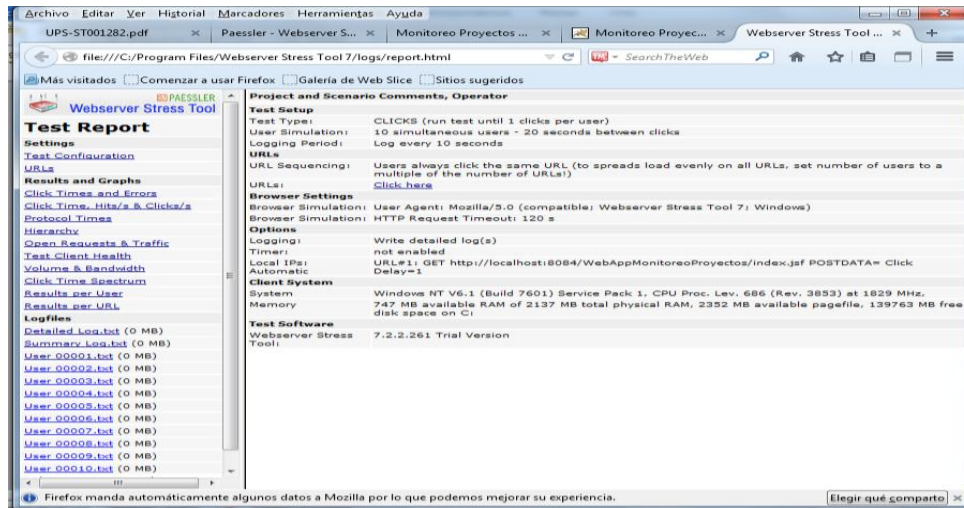 Archivo Editar Ver Historial Marcadores Herramientas Ayuda
UPS-ST001282.pdf × Paessler - Webserver S... × Monitoreo Proyectos ... × Monitoreo Proyec... × Webserver Stress Tool ... × +
file:///C:/Program Files/Webserver Stress Tool 7/logs/report.html SearchTheWeb
Más visitados Comenzar a usar Firefox Galería de Web Slice Sitios sugeridos
PAESSLER
Webserver Stress Tool
Test Report
Settings
Test Configuration
URLs
Results and Graphs
Click Times and Errors
Click Time, Hits/s & Clicks/s
Protocol Times
Hierarchy
Open Requests & Traffic
Test Client Health
Volume & Bandwidth
Click Time Spectrum
Results per User
Results per URL
Logfiles
Detailed Log.txt (0 MB)
Summary Log.txt (0 MB)
User 00001.txt (0 MB)
User 00002.txt (0 MB)
User 00003.txt (0 MB)
User 00004.txt (0 MB)
User 00005.txt (0 MB)
User 00006.txt (0 MB)
User 00007.txt (0 MB)
User 00008.txt (0 MB)
User 00009.txt (0 MB)
User 00010.txt (0 MB)
Project and Scenario Comments, Operator
Test Setup
Test Type: CLICKS (run test until 1 clicks per user)
User Simulation: 10 simultaneous users - 20 seconds between clicks
Logging Period: Log every 10 seconds
URLs
URL Sequencing: Users always click the same URL (to spreads load evenly on all URLs, set number of users to a
multiple of the number of URLs!)
URLs: Click here
Browser Settings
Browser Simulation: User Agent: Mozilla/5.0 (compatible; Webserver Stress Tool 7; Windows)
Browser Simulation: HTTP Request Timeout: 120 s
Options
Logging: Write detailed log(s)
Timer: not enabled
Local IPs: URL#1: GET http://localhost:8084/WebAppMonitoreoProyectos/index.jsf POSTDATA= Click
Automatic Delay=1
Client System
System Windows NT V6.1 (Build 7601) Service Pack 1, CPU Proc. Lev. 686 (Rev. 3853) at 1829 MHz,
Memory 747 MB available RAM of 2137 MB total physical RAM, 2352 MB available pagefile, 139763 MB free
disk space on C:
Test Software
Webserver Stress 7.2.2.261 Trial Version
Tool:
Firefox manda automáticamente algunos datos a Mozilla por lo que podemos mejorar su experiencia. Elegir qué comparto ×